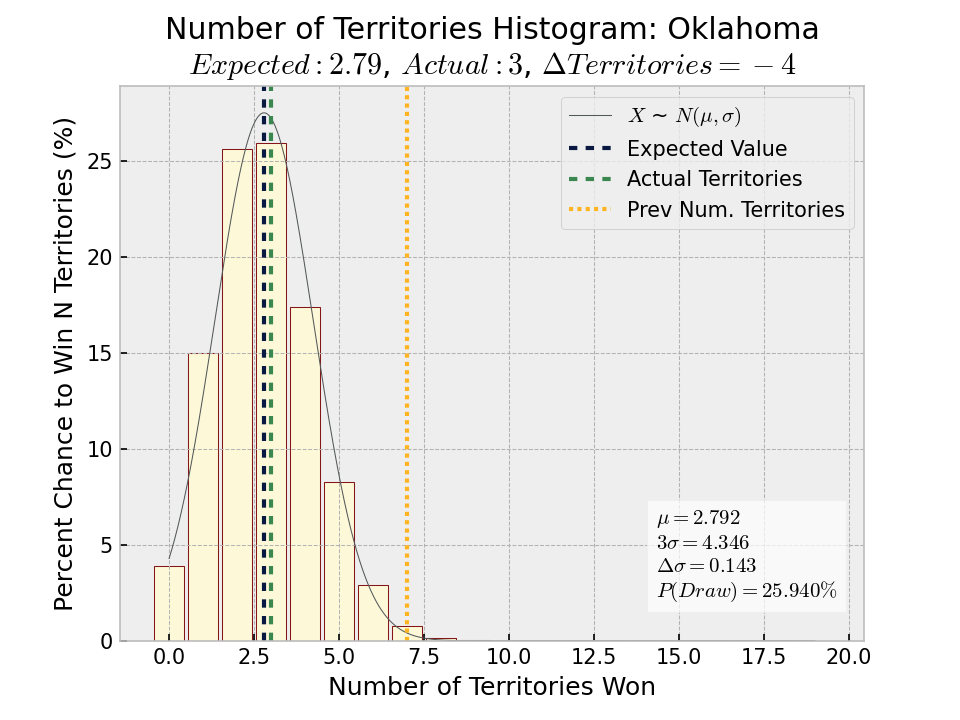 Number of Territories Histogram: Oklahoma
Expected : 2.79, Actual : 3, ΔTerritories = − 4
Percent Chance to Win N Territories (%)
25
20
15
10
5
0
X ~ N(μ, σ)
Expected Value
Actual Territories
Prev Num. Territories
μ = 2.792
3σ = 4.346
Δσ = 0.143
P(Draw) = 25.940%
0.0 2.5 5.0 7.5 10.0 12.5 15.0 17.5 20.0
Number of Territories Won